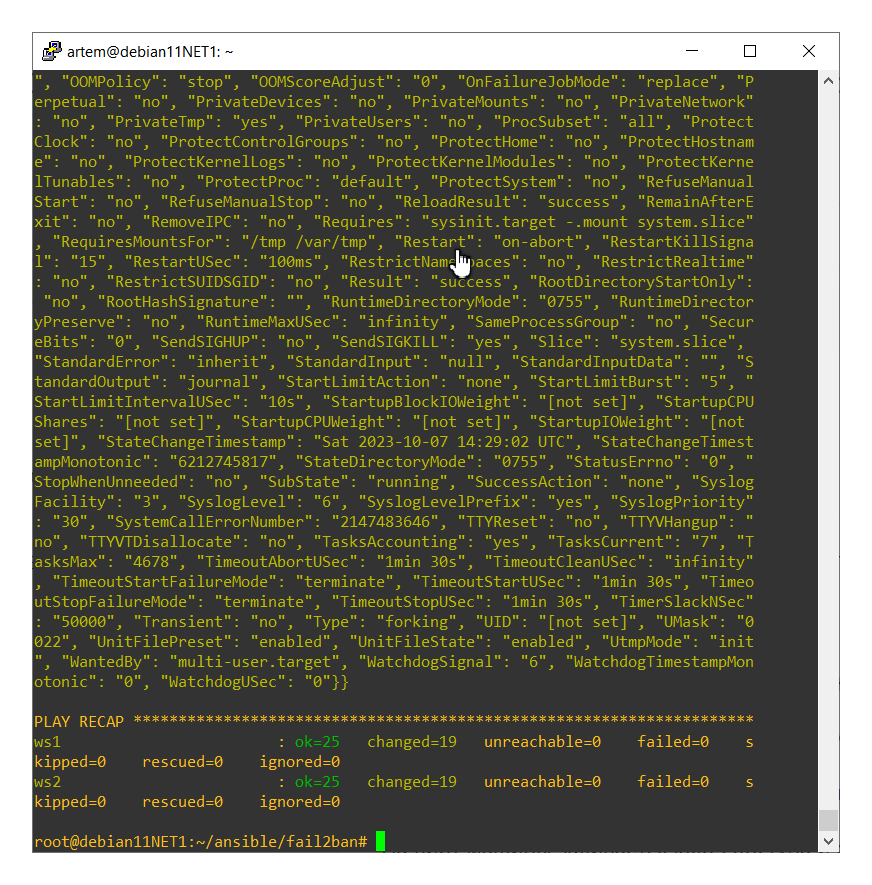 artem@debian11NET1: ~
", "OOMPolicy": "stop", "OOMScoreAdjust": "0", "OnFailureJobMode": "replace", "P
erpetual": "no", "PrivateDevices": "no", "PrivateMounts": "no", "PrivateNetwork"
: "no", "PrivateTmp": "yes", "PrivateUsers": "no", "ProcSubset": "all", "Protect
Clock": "no", "ProtectControlGroups": "no", "ProtectHome": "no", "ProtectHostnam
e": "no", "ProtectKernelLogs": "no", "ProtectKernelModules": "no", "ProtectKerne
lTunables": "no", "ProtectProc": "default", "ProtectSystem": "no", "RefuseManual
Start": "no", "RefuseManualStop": "no", "ReloadResult": "success", "RemainAfterE
xit": "no", "RemoveIPC": "no", "Requires": "sysinit.target -.mount system.slice"
, "RequiresMountsFor": "/tmp /var/tmp", "Restart": "on-abort", "RestartKillSigna
l": "15", "RestartUSec": "100ms", "RestrictNamespaces": "no", "RestrictRealtime"
: "no", "RestrictSUIDSGID": "no", "Result": "success", "RootDirectoryStartOnly":
 "no", "RootHashSignature": "", "RuntimeDirectoryMode": "0755", "RuntimeDirector
yPreserve": "no", "RuntimeMaxUSec": "infinity", "SameProcessGroup": "no", "Secur
eBits": "0", "SendSIGHUP": "no", "SendSIGKILL": "yes", "Slice": "system.slice",
"StandardError": "inherit", "StandardInput": "null", "StandardInputData": "", "S
tandardOutput": "journal", "StartLimitAction": "none", "StartLimitBurst": "5", "
StartLimitIntervalUSec": "10s", "StartupBlockIOWeight": "[not set]", "StartupCPU
Shares": "[not set]", "StartupCPUWeight": "[not set]", "StartupIOWeight": "[not
set]", "StateChangeTimestamp": "Sat 2023-10-07 14:29:02 UTC", "StateChangeTimest
ampMonotonic": "6212745817", "StateDirectoryMode": "0755", "StatusErrno": "0", "
StopWhenUnneeded": "no", "SubState": "running", "SuccessAction": "none", "Syslog
Facility": "3", "SyslogLevel": "6", "SyslogLevelPrefix": "yes", "SyslogPriority"
: "30", "SystemCallErrorNumber": "2147483646", "TTYReset": "no", "TTYVHangup": "
no", "TTYVTDisallocate": "no", "TasksAccounting": "yes", "TasksCurrent": "7", "T
asksMax": "4678", "TimeoutAbortUSec": "1min 30s", "TimeoutCleanUSec": "infinity"
, "TimeoutStartFailureMode": "terminate", "TimeoutStartUSec": "1min 30s", "Timeo
utStopFailureMode": "terminate", "TimeoutStopUSec": "1min 30s", "TimerSlackNSec"
: "50000", "Transient": "no", "Type": "forking", "UID": "[not set]", "UMask": "0
022", "UnitFilePreset": "enabled", "UnitFileState": "enabled", "UtmpMode": "init
", "WantedBy": "multi-user.target", "WatchdogSignal": "6", "WatchdogTimestampMon
otonic": "0", "WatchdogUSec": "0"}}
PLAY RECAP *********************************************************************
ws1                        : ok=25   changed=19   unreachable=0    failed=0    s
kipped=0    rescued=0    ignored=0
ws2                        : ok=25   changed=19   unreachable=0    failed=0    s
kipped=0    rescued=0    ignored=0
root@debian11NET1:~/ansible/fail2ban#